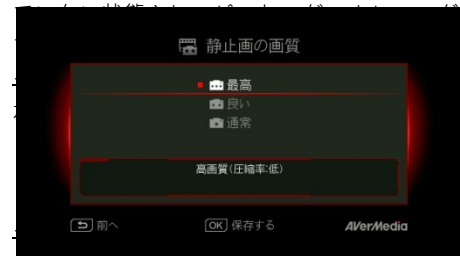 静止画の画質
最高
良い
通常
高画質(圧縮率:低)
前へ
OK 保存する
AVerMedia